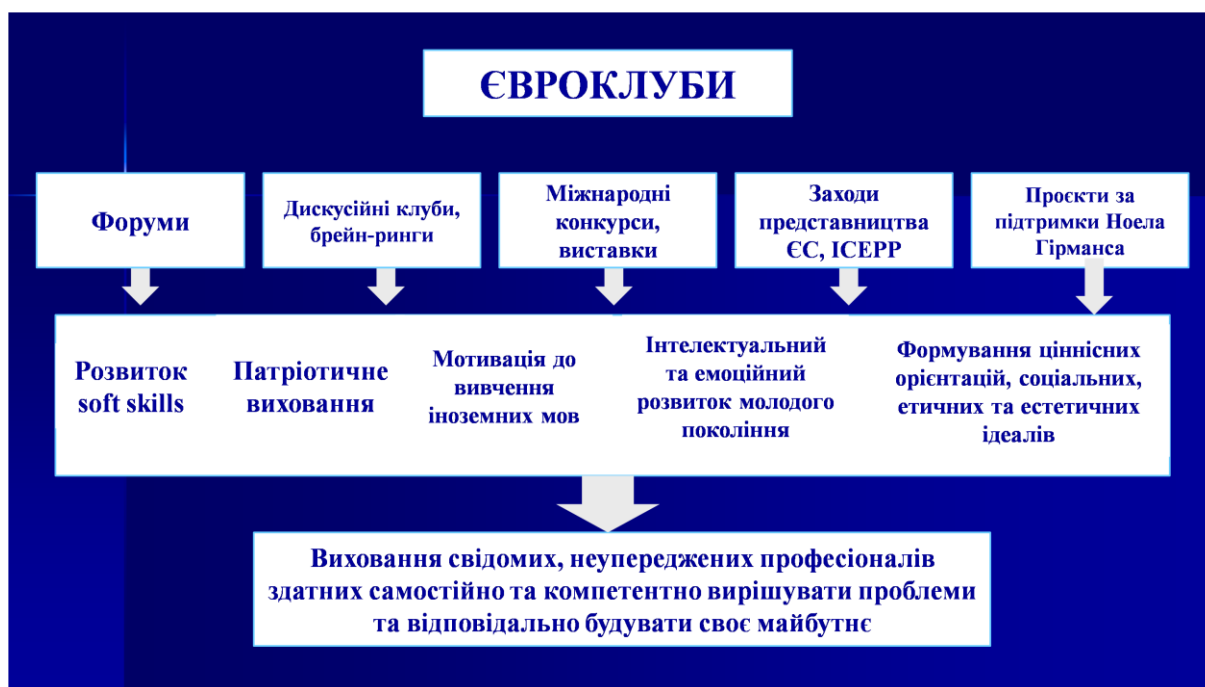 ЄВРОКЛУБИ
Форуми
Дискусійні клуби,
брейн-ринги
Міжнародні
конкурси,
виставки
Заходи
представництва
ЄС, ІСЕРР
Проєкти за
підтримки Ноела
Гірманса
Розвиток
soft skills
Патріотичне
виховання
Мотивація до
вивчення
іноземних мов
Інтелектуальний
та емоційний
розвиток молодого
покоління
Формування ціннісних
орієнтацій, соціальних,
етичних та естетичних
ідеалів
Виховання свідомих, неупереджених професіоналів
здатних самостійно та компетентно вирішувати проблеми
та відповідально будувати своє майбутнє